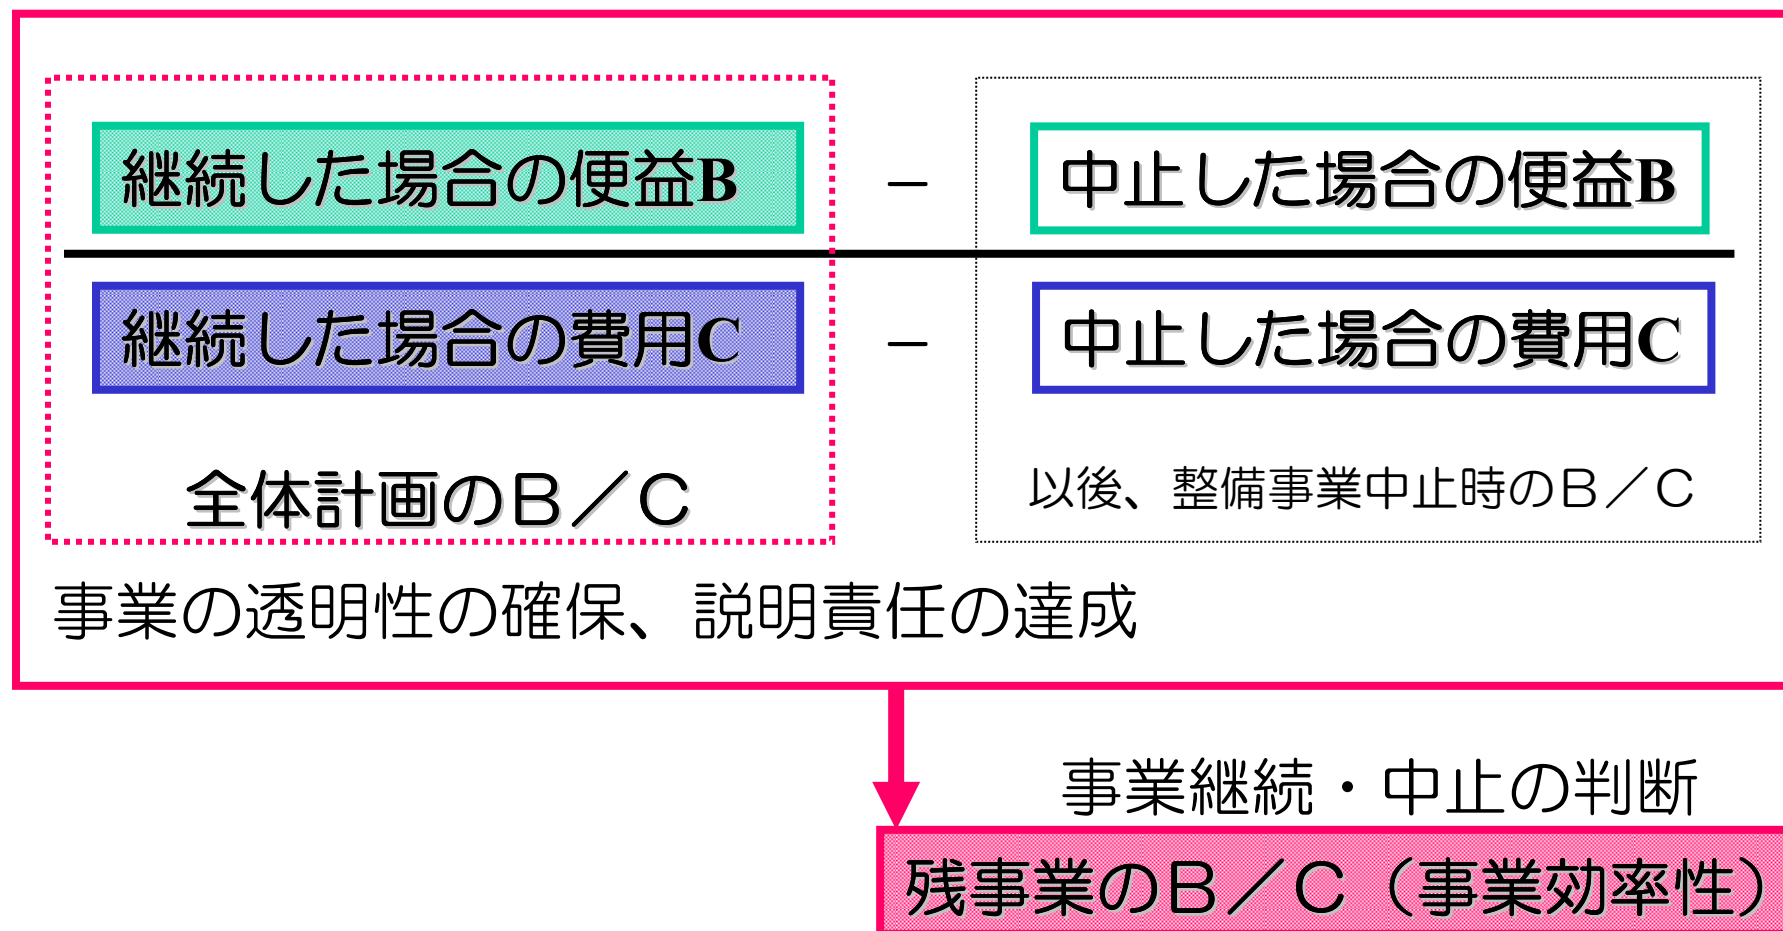 継続した場合の便益B － 中止した場合の便益B
継続した場合の費用C － 中止した場合の費用C
全体計画のＢ／Ｃ
以後、整備事業中止時のＢ／Ｃ
事業の透明性の確保、説明責任の達成
事業継続・中止の判断
残事業のＢ／Ｃ（事業効率性）